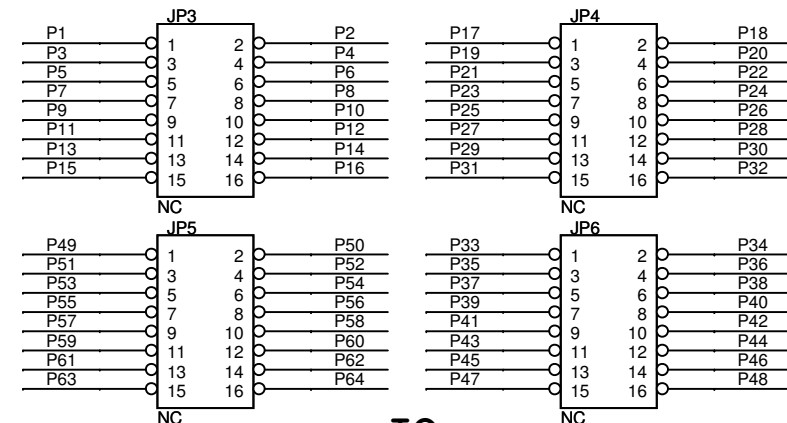 JP3 JP4
P1 1 2 P2 P17 1 2 P18
P3 3 4 P4 P19 3 4 P20
P5 5 6 P6 P21 5 6 P22
P7 7 8 P8 P23 7 8 P24
P9 9 10 P10 P25 9 10 P26
P11 11 12 P12 P27 11 12 P28
P13 13 14 P14 P29 13 14 P30
P15 15 16 P16 P31 15 16 P32
NC NC
JP5 JP6
P49 1 2 P50 P33 1 2 P34
P51 3 4 P52 P35 3 4 P36
P53 5 6 P54 P37 5 6 P38
P55 7 8 P56 P39 7 8 P40
P57 9 10 P58 P41 9 10 P42
P59 11 12 P60 P43 11 12 P44
P61 13 14 P62 P45 13 14 P46
P63 15 16 P64 P47 15 16 P48
NC NC